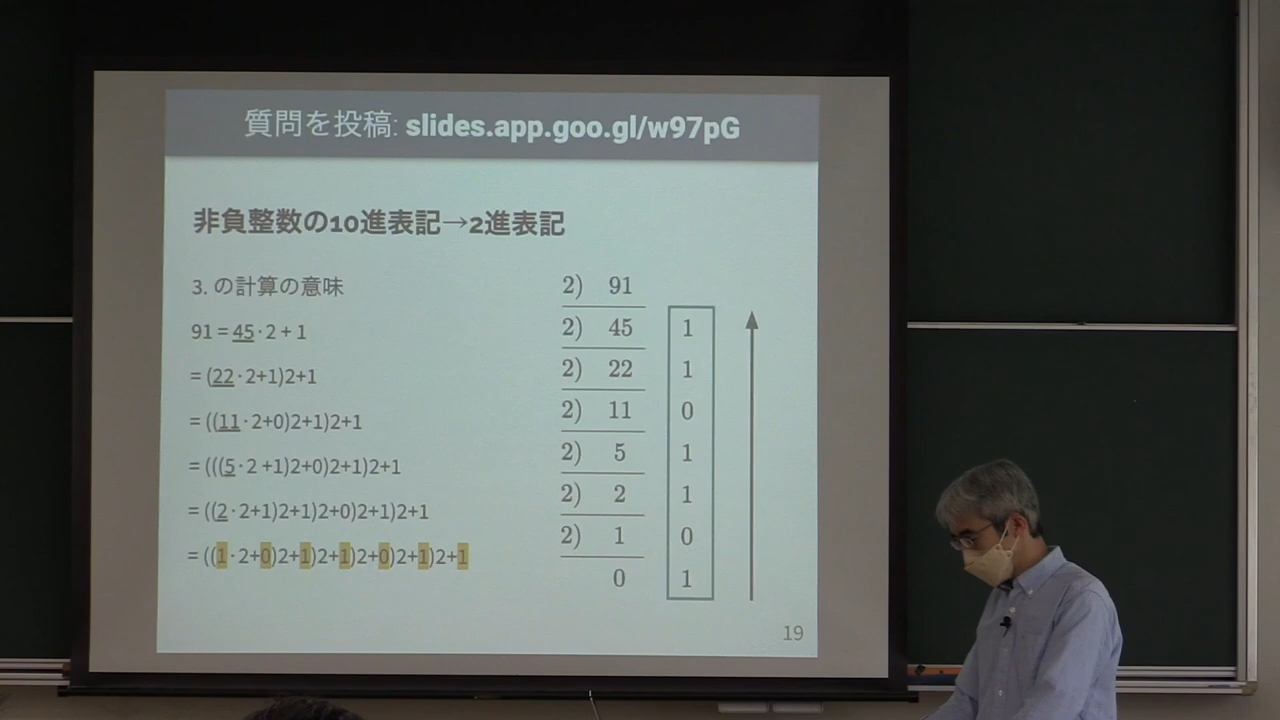 質問を投稿: slides.app.goo.gl/w97pG
非負整数の10進表記→2進表記
3. の計算の意味
91 = 45·2 + 1
= (22·2+1)2+1
= ((11·2+0)2+1)2+1
= (((5·2 +1)2+0)2+1)2+1
= ((2·2+1)2+1)2+0)2+1)2+1
= ((1·2+0)2+1)2+1)2+0)2+1)2+1
2) 91
2) 45 1
2) 22 1
2) 11 0
2) 5 1
2) 2 1
2) 1 0
0 1
19